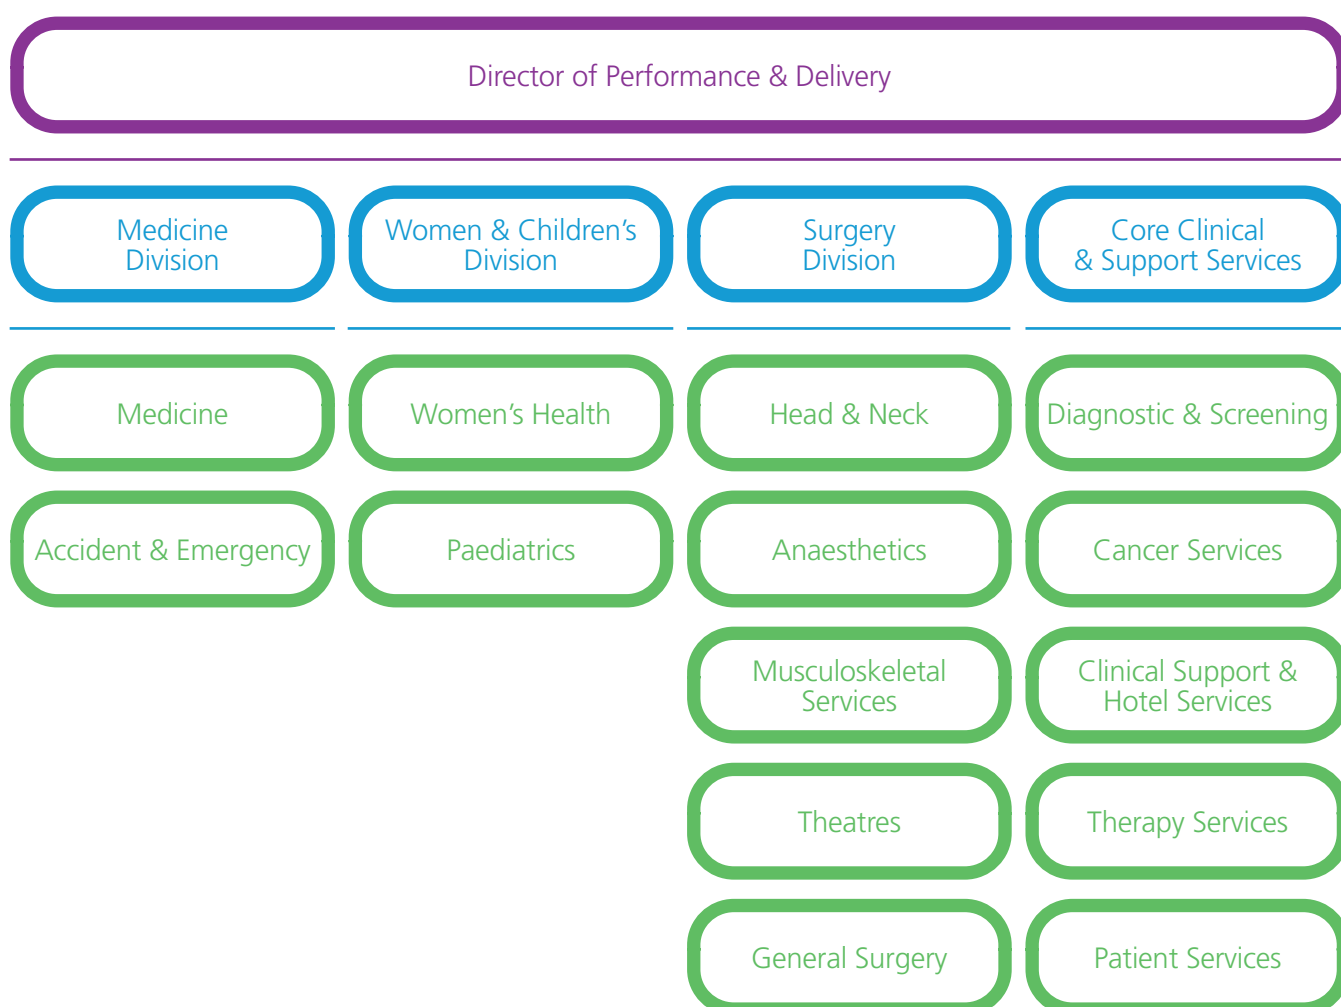 Director of Performance & Delivery
Medicine
Division
Women & Children's
Division
Surgery
Division
Core Clinical
& Support Services
Medicine
Women's Health
Head & Neck
Diagnostic & Screening
Accident & Emergency
Paediatrics
Anaesthetics
Cancer Services
Musculoskeletal
Services
Clinical Support &
Hotel Services
Theatres
Therapy Services
General Surgery
Patient Services